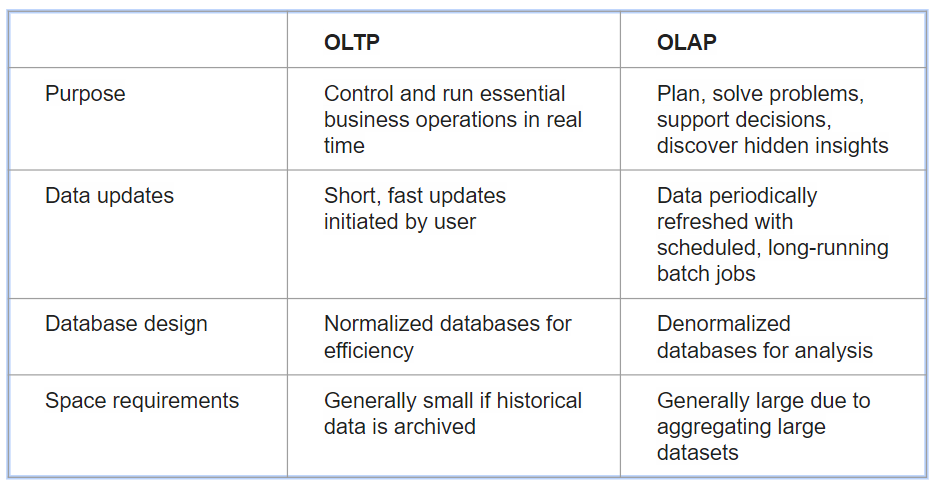 OLTP
OLAP
Purpose
Control and run essential
business operations in real
time
Plan, solve problems,
support decisions,
discover hidden insights
Data updates
Short, fast updates
initiated by user
Data periodically
refreshed with
scheduled, long-running
batch jobs
Database design
Normalized databases for
efficiency
Denormalized
databases for analysis
Space requirements
Generally small if historical
data is archived
Generally large due to
aggregating large
datasets